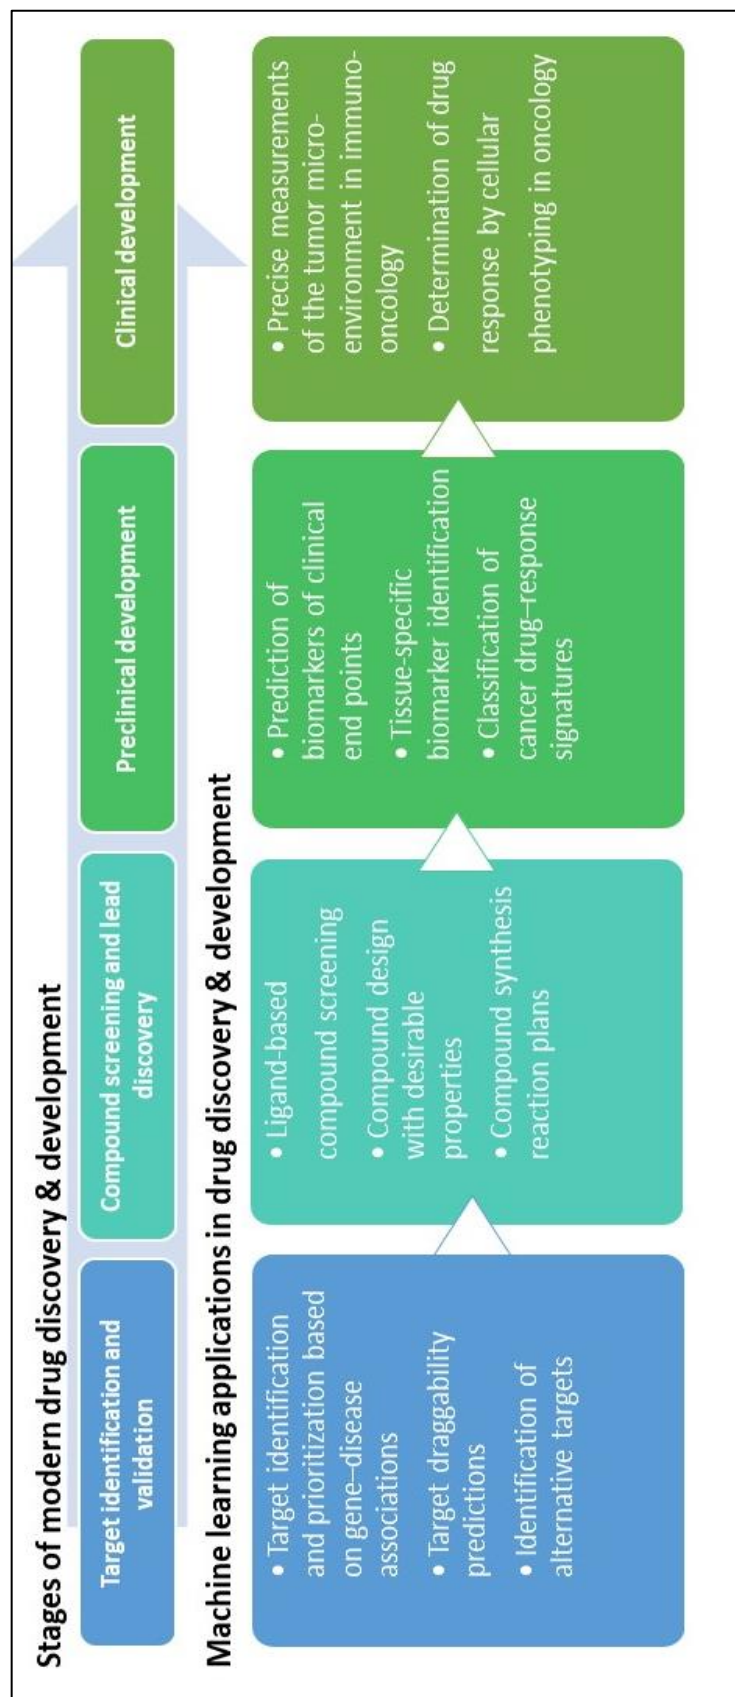 Stages of modern drug discovery & development
Target identification and
validation
Compound screening and lead
discovery
Preclinical development
Clinical development
Machine learning applications in drug discovery & development
• Target identification
and prioritization based
on gene–disease
associations
• Target draggability
predictions
• Identification of
alternative targets
• Ligand-based
compound screening
• Compound design
with desirable
properties
• Compound synthesis
reaction plans
• Prediction of
biomarkers of clinical
end points
• Tissue-specific
biomarker identification
• Classification of
cancer drug–response
signatures
• Precise measurements
of the tumor micro-
environment in immuno-
oncology
• Determination of drug
response by cellular
phenotyping in oncology